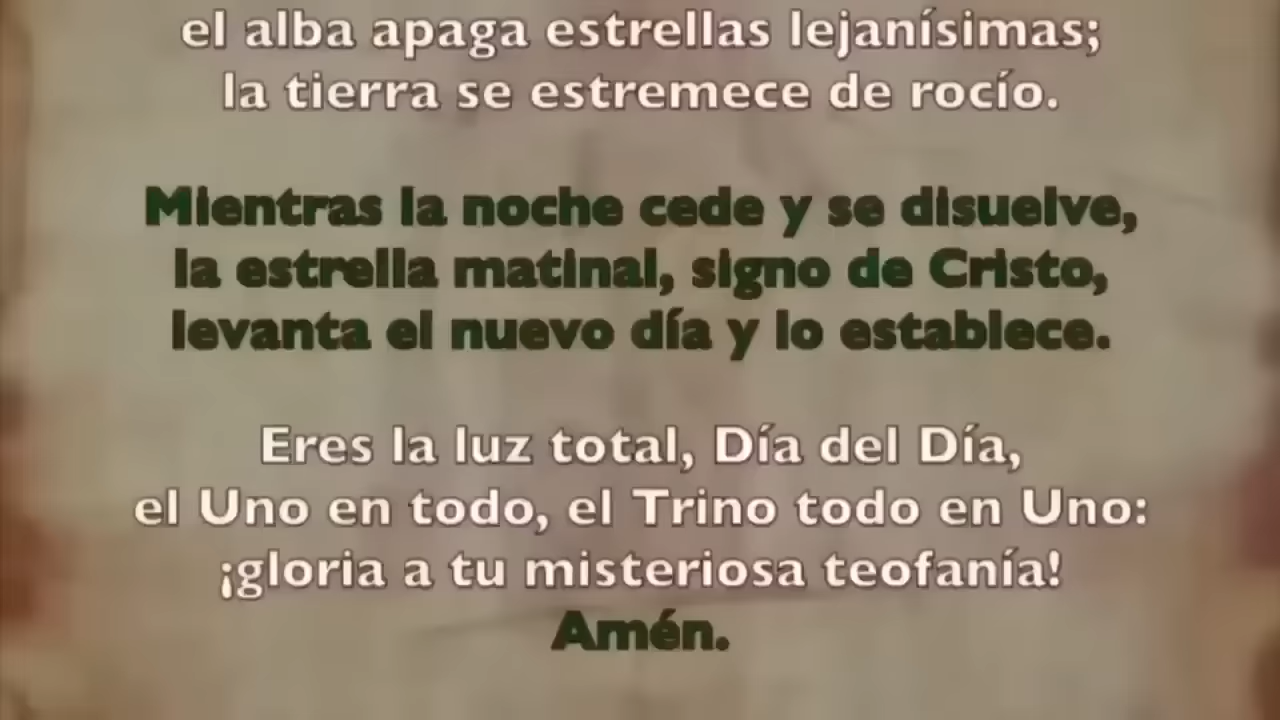 el alba apaga estrellas lejanísimas;
la tierra se estremece de rocío.
Mientras la noche cede y se disuelve,
la estrella matinal, signo de Cristo,
levanta el nuevo día y lo establece.
Eres la luz total, Día del Día,
el Uno en todo, el Trino todo en Uno:
¡gloria a tu misteriosa teofanía!
Amén.